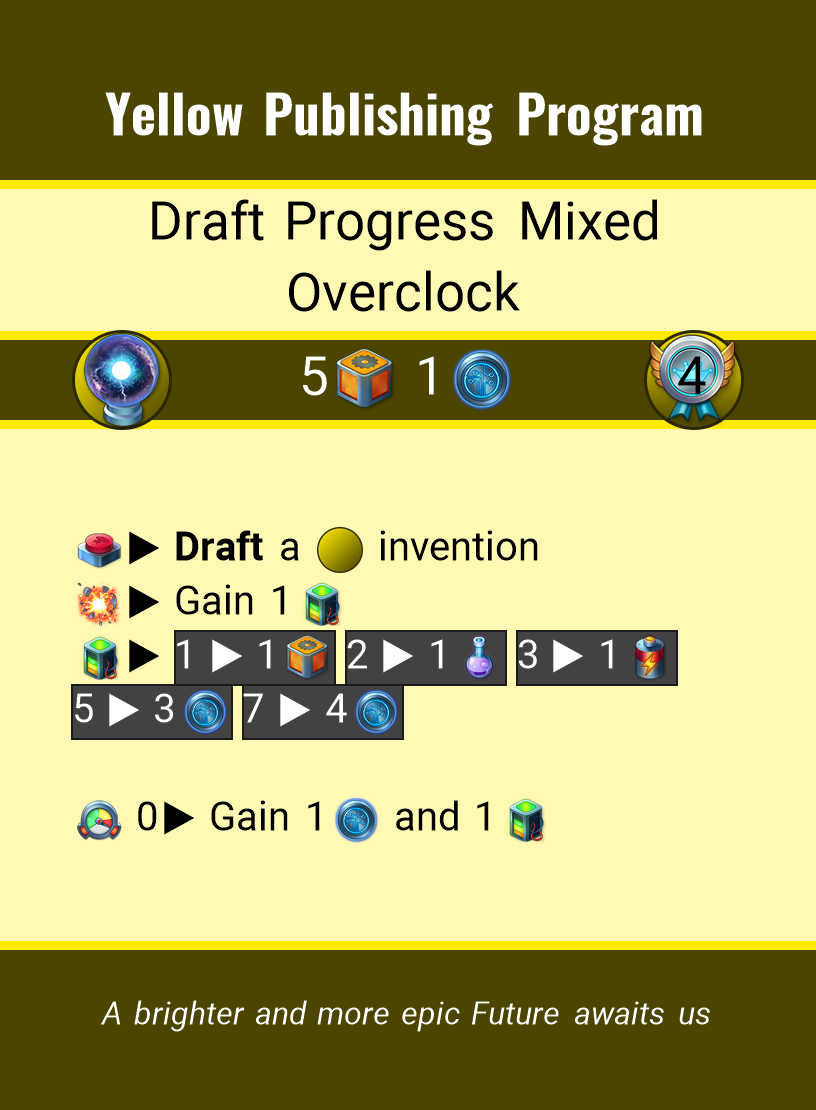 Yellow Publishing Program
Draft Progress Mixed
Overclock
5 1 4
▶ Draft a invention
▶ Gain 1
▶ 1 ▶ 1 2 ▶ 1 3 ▶ 1
5 ▶ 3 7 ▶ 4
0▶ Gain 1 and 1
A brighter and more epic Future awaits us